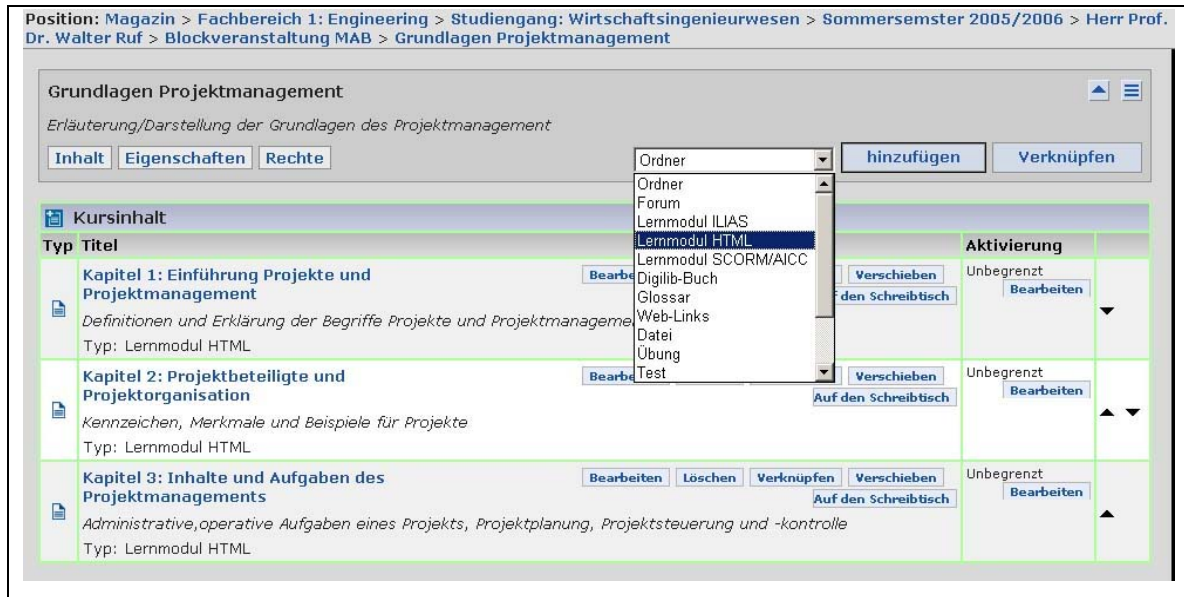 Position: Magazin > Fachbereich 1: Engineering > Studiengang: Wirtschaftsingenieurwesen > Sommersemster 2005/2006 > Herr Prof.
Dr. Walter Ruf > Blockveranstaltung MAB > Grundlagen Projektmanagement
Grundlagen Projektmanagement
Erläuterung/Darstellung der Grundlagen des Projektmanagement
Inhalt Eigenschaften Rechte
Ordner hinzufügen Verknüpfen
Ordner
Forum
Lernmodul ILIAS
Lernmodul HTML
Lernmodul SCORM/AICC
Digilib-Buch
Glossar
Web-Links
Datei
Übung
Test
Kursinhalt
Typ Titel Aktivierung
Kapitel 1: Einführung Projekte und
Projektmanagement
Verschieben
den Schreibtisch
Unbegrenzt
Bearbeiten
Definitionen und Erklärung der Begriffe Projekte und
Typ: Lernmodul HTML
Kapitel 2: Projektbeteiligte und
Projektorganisation
Verschieben
Auf den Schreibtisch
Unbegrenzt
Bearbeiten
Kennzeichen, Merkmale und Beispiele für Projekte
Typ: Lernmodul HTML
Kapitel 3: Inhalte und Aufgaben des
Projektmanagements
Bearbeiten Löschen Verknüpfen Verschieben
Auf den Schreibtisch
Unbegrenzt
Bearbeiten
Administrative,operative Aufgaben eines Projekts, Projektplanung, Projektsteuerung und -kontrolle
Typ: Lernmodul HTML